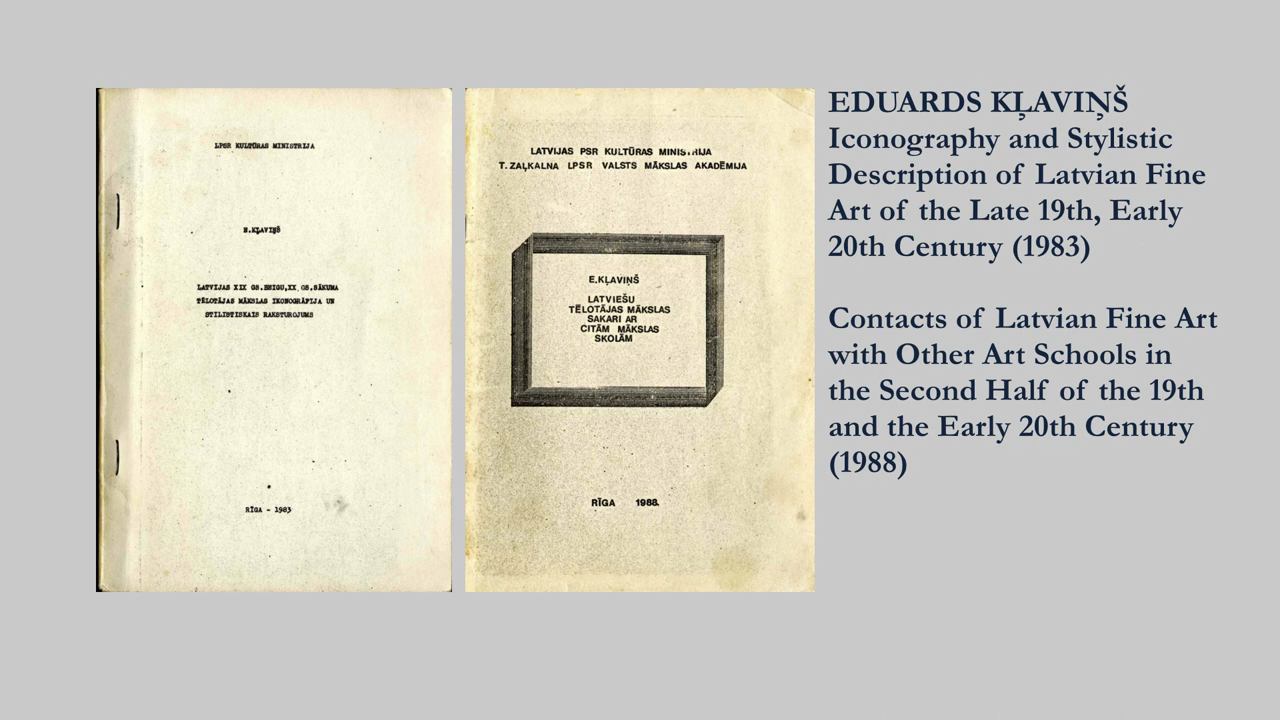 LPSR KULTŪRAS MINISTRIJA
E.KĻAVIŅŠ
LATVIJAS XIX GS.BEIGU,XX GS.SĀKUMA
TĒLOTĀJAS MĀKSLAS IKONOGRĀFIJA UN
STILISTISKAIS RAKSTUROJUMS
RĪGA - 1983
LATVIJAS PSR KULTŪRAS MINISTRIJA
T. ZAĻKALNA LPSR VALSTS MĀKSLAS AKADĒMIJA
E.KĻAVIŅŠ
LATVIEŠU
TĒLOTĀJAS MĀKSLAS
SAKARI AR
CITĀM MĀKSLAS
SKOLĀM
RĪGA 1988.
EDUARDS KĻAVIŅŠ
Iconography and Stylistic
Description of Latvian Fine
Art of the Late 19th, Early
20th Century (1983)
Contacts of Latvian Fine Art
with Other Art Schools in
the Second Half of the 19th
and the Early 20th Century
(1988)